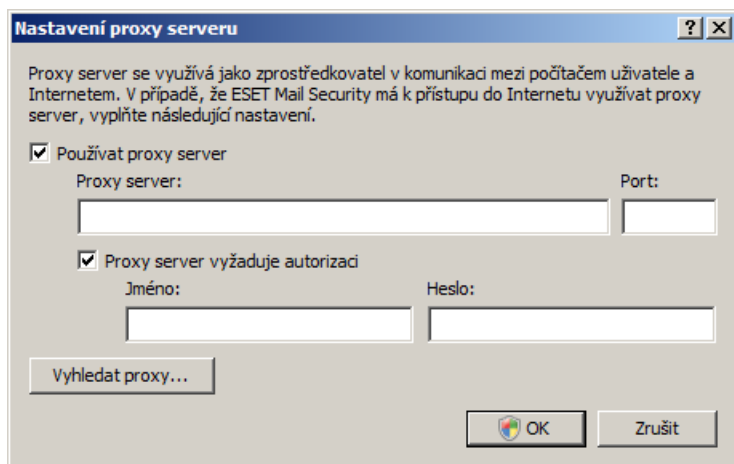 Nastavení proxy serveru
Proxy server se využívá jako zprostředkovatel v komunikaci mezi počítačem uživatele a
Internetem. V případě, že ESET Mail Security má k přístupu do Internetu využívat proxy
server, vyplňte následující nastavení.
Používat proxy server
Proxy server: Port:
Proxy server vyžaduje autorizaci
Jméno: Heslo:
Vyhledat proxy...
OK Zrušit